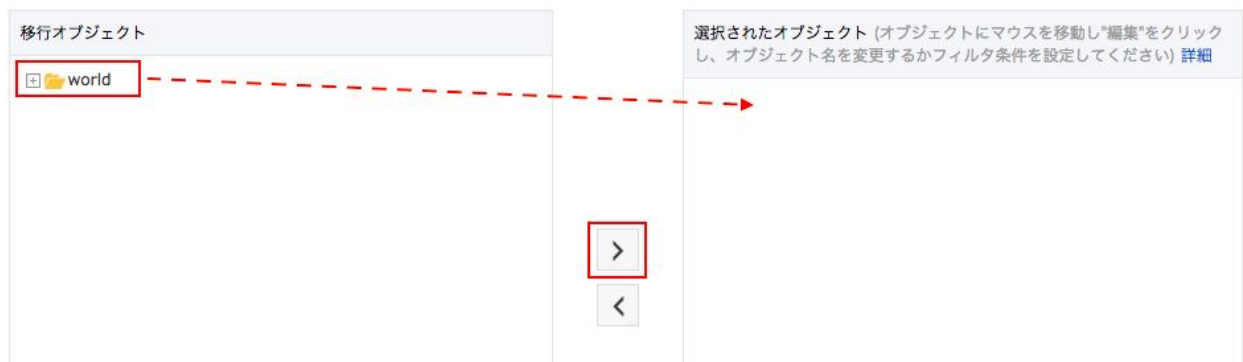 移行オブジェクト
world
選択されたオブジェクト (オブジェクトにマウスを移動し"編集"をクリック
し、オブジェクト名を変更するかフィルタ条件を設定してください) 詳細
>
<